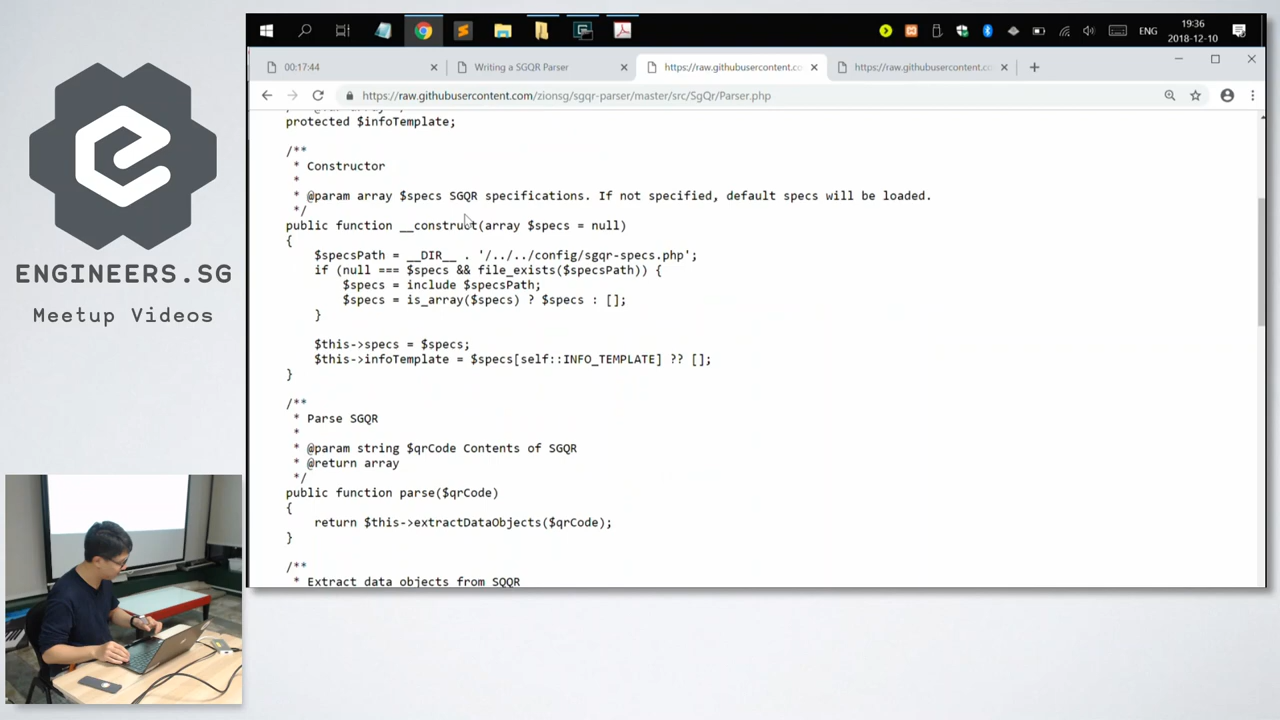 ENGINEERS.SG
Meetup Videos
ENG
19:36
2018-12-10
00:17:44
Writing a SGQR Parser
https://raw.githubusercontent.co
https://raw.githubusercontent.co
https://raw.githubusercontent.com/zionsg/sgqr-parser/master/src/SgQr/Parser.php
protected $infoTemplate;
/**
* Constructor
*
* @param array $specs SGQR specifications. If not specified, default specs will be loaded.
*/
public function __construct(array $specs = null)
{
$specsPath = __DIR__ . '/../../config/sgqr-specs.php';
if (null === $specs && file_exists($specsPath)) {
$specs = include $specsPath;
$specs = is_array($specs) ? $specs : [];
}
$this->specs = $specs;
$this->infoTemplate = $specs[self::INFO_TEMPLATE] ?? [];
}
/**
* Parse SGQR
*
* @param string $qrCode Contents of SGQR
* @return array
*/
public function parse($qrCode)
{
return $this->extractDataObjects($qrCode);
}
/**
* Extract data objects from SQQR